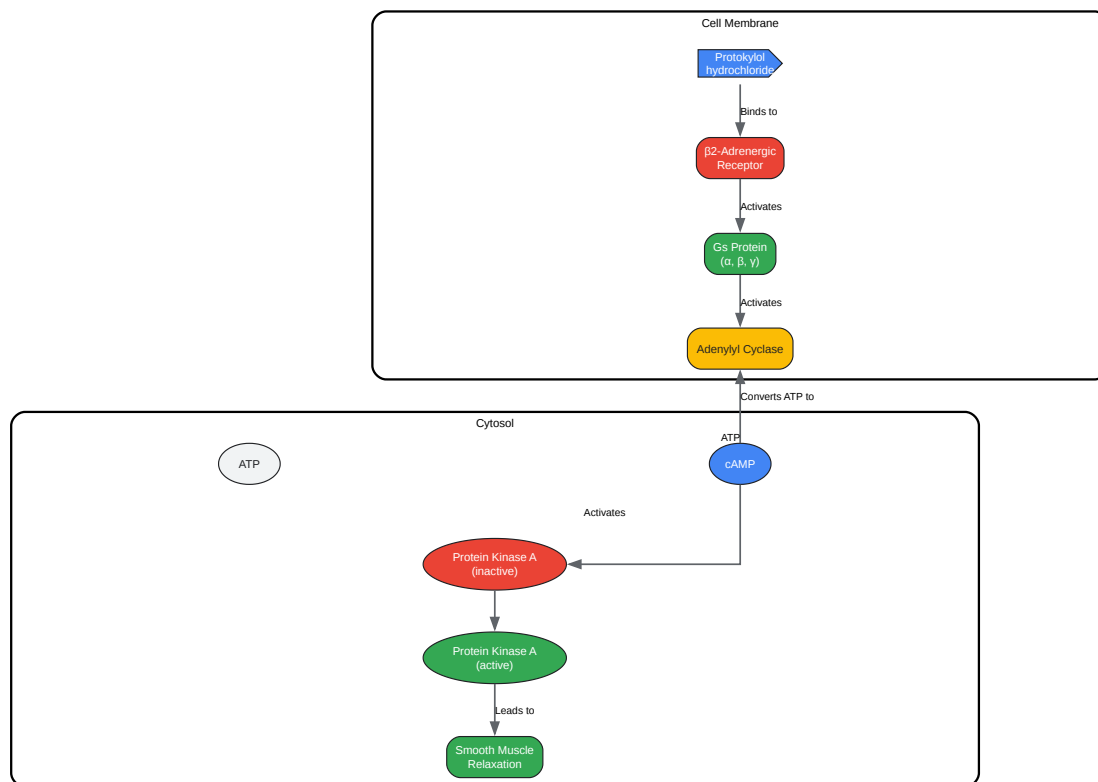 Cell Membrane
Protokylol
hydrochloride
Binds to
β2-Adrenergic
Receptor
Activates
Gs Protein
(α, β, γ)
Activates
Adenylyl Cyclase
Converts ATP to
Cytosol
ATP
ATP
cAMP
Activates
Protein Kinase A
(inactive)
Protein Kinase A
(active)
Leads to
Smooth Muscle
Relaxation